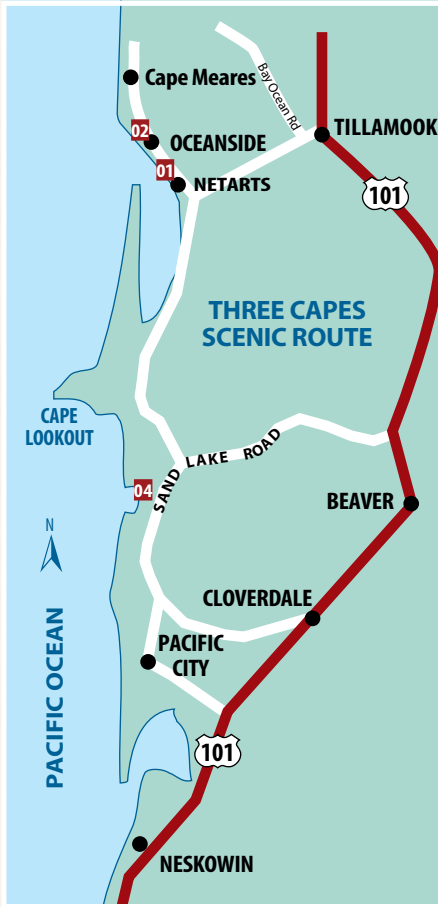 Cape Meares
Bay Ocean Rd
TILLAMOOK
02
OCEANSIDE
01
NETARTS
101
THREE CAPES
SCENIC ROUTE
CAPE
LOOKOUT
SAND LAKE ROAD
04
BEAVER
N
CLOVERDALE
PACIFIC
CITY
PACIFIC OCEAN
101
NESKOWIN